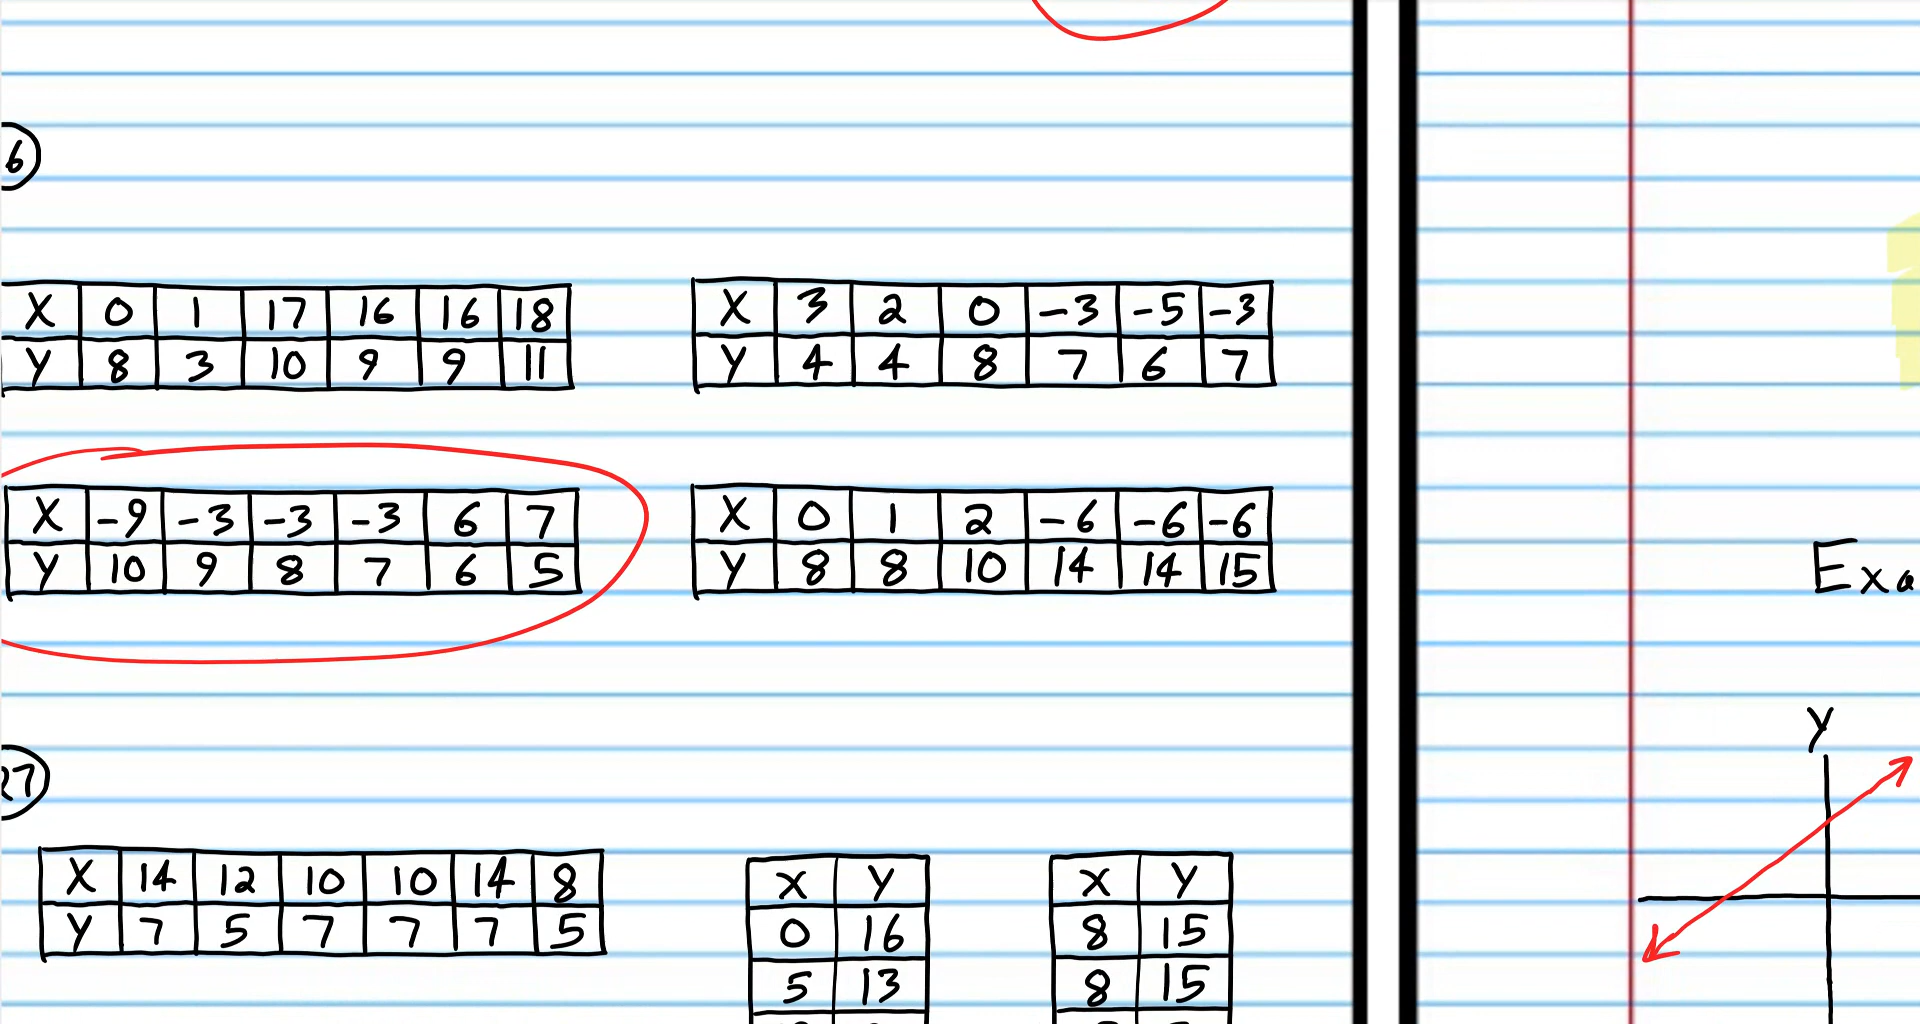 6
X 0 1 17 16 16 18
Y 8 3 10 9 9 11
X 3 2 0 -3 -5 -3
Y 4 4 8 7 6 7
X -9 -3 -3 -3 6 7
Y 10 9 8 7 6 5
X 0 1 2 -6 -6 -6
Y 8 8 10 14 14 15
27
X 14 12 10 10 14 8
Y 7 5 7 7 7 5
X Y
0 16
5 13
X Y
8 15
8 15
Exa
Y